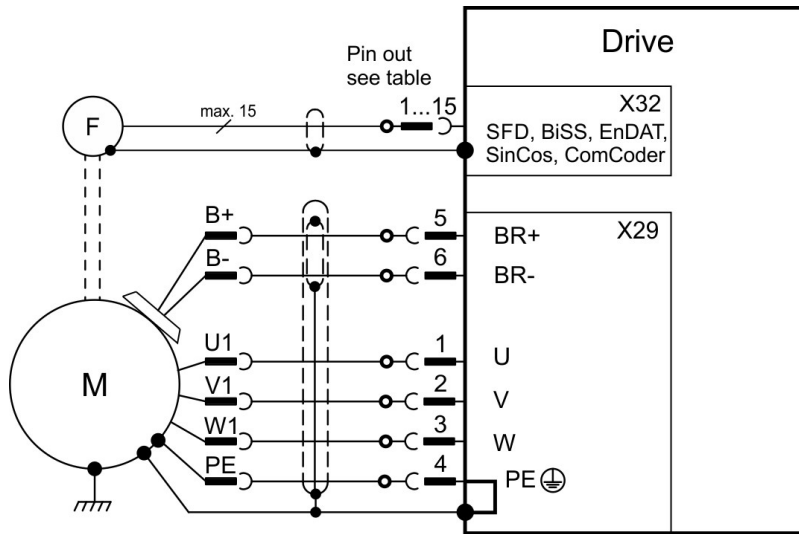 Drive
Pin out
see table
max. 15
1...15
X32
F
SFD, BiSS, EnDAT,
SinCos, ComCoder
B+
5
BR+
X29
B-
6
BR-
U1
1
U
M
V1
2
V
W1
3
W
PE
4
PE